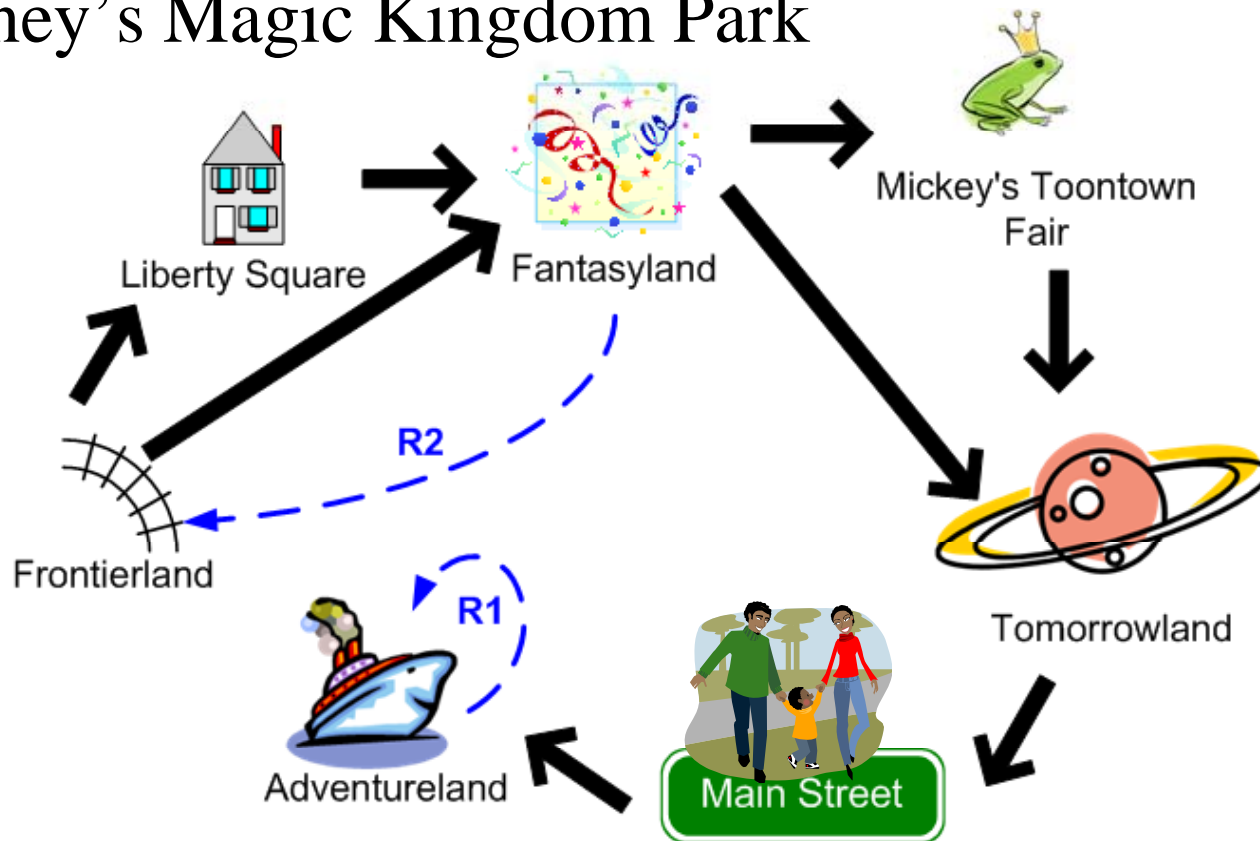 ney's Magic Kingdom Park
Mickey's Toontown
Fair
Liberty Square
Fantasyland
R2
Frontierland
R1
Tomorrowland
Adventureland
Main Street